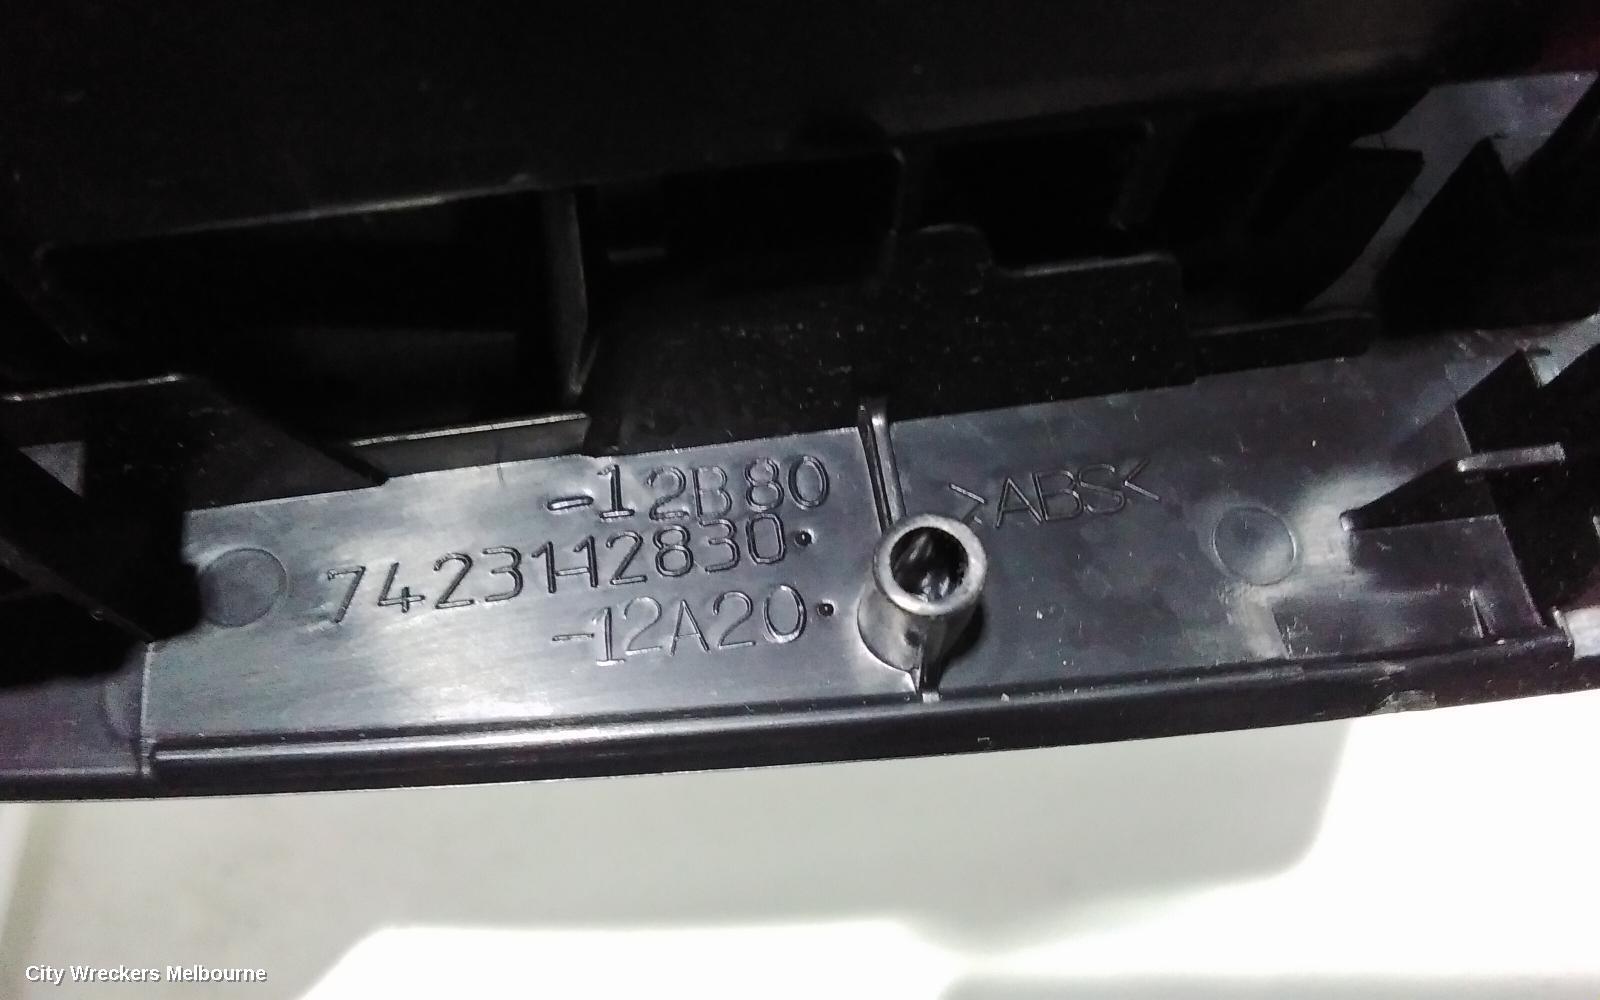 -12B80
74231-12830•
-12A20•
>ABS<
City Wreckers Melbourne